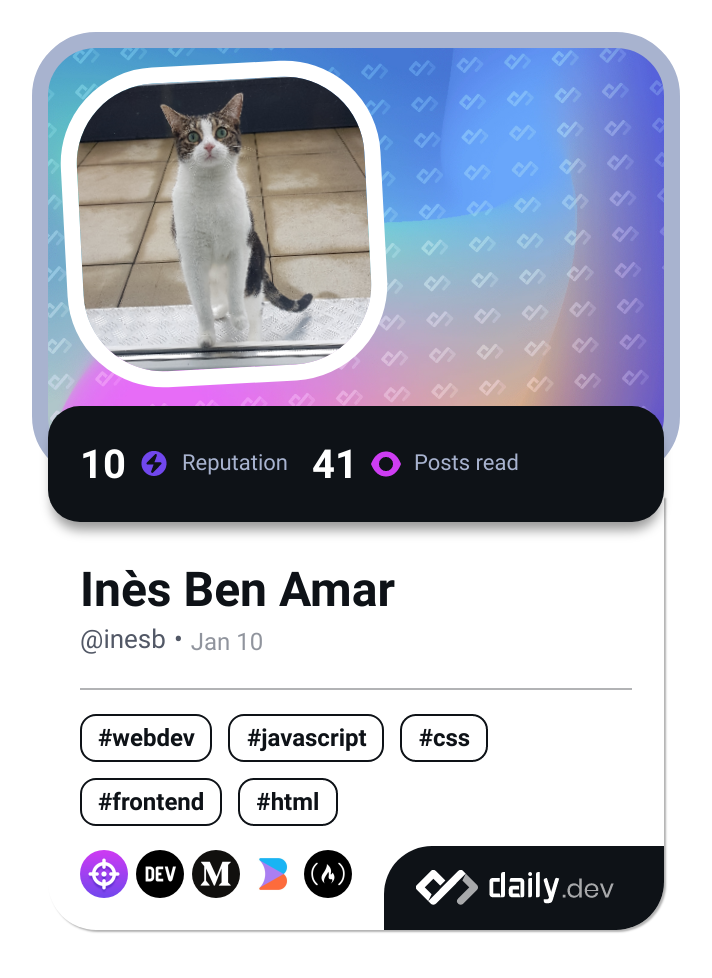 10 Reputation 41 Posts read
Inès Ben Amar
@inesb • Jan 10
#webdev #javascript #css
#frontend #html
DEV M daily.dev